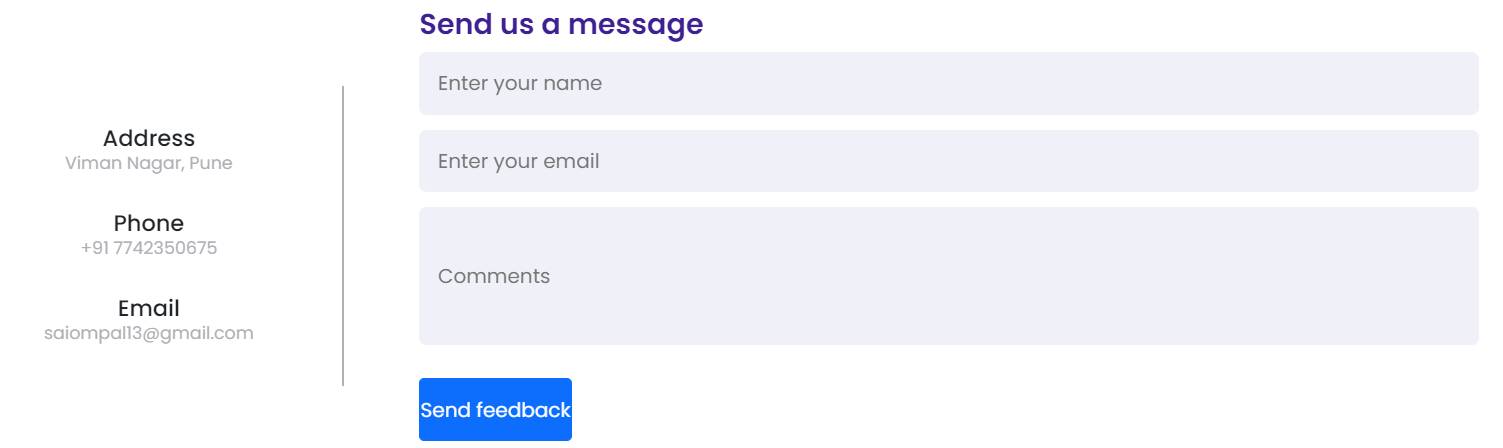 Send us a message
Enter your name
Enter your email
Comments
Send feedback
Address
Viman Nagar, Pune
Phone
+91 7742350675
Email
saiompal13@gmail.com